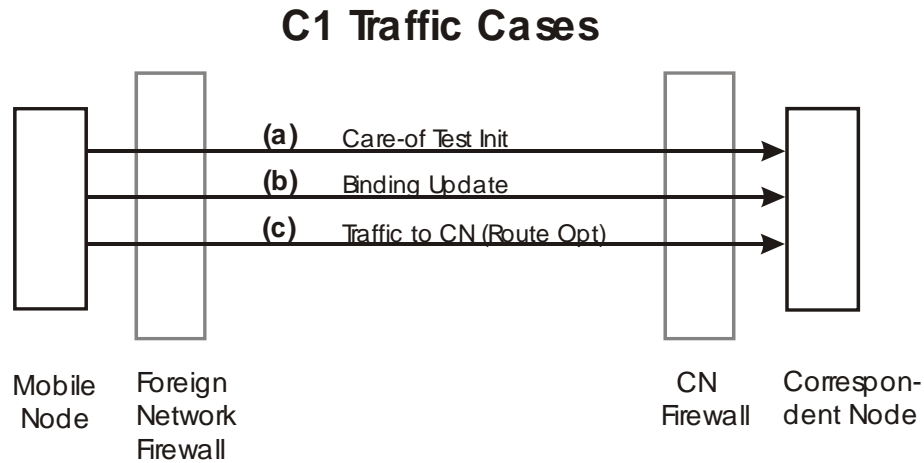 C1 Traffic Cases
(a) Care-of Test Init
(b) Binding Update
(c) Traffic to CN (Route Opt)
Mobile
Node
Foreign
Network
Firewall
CN
Firewall
Correspon-
dent Node